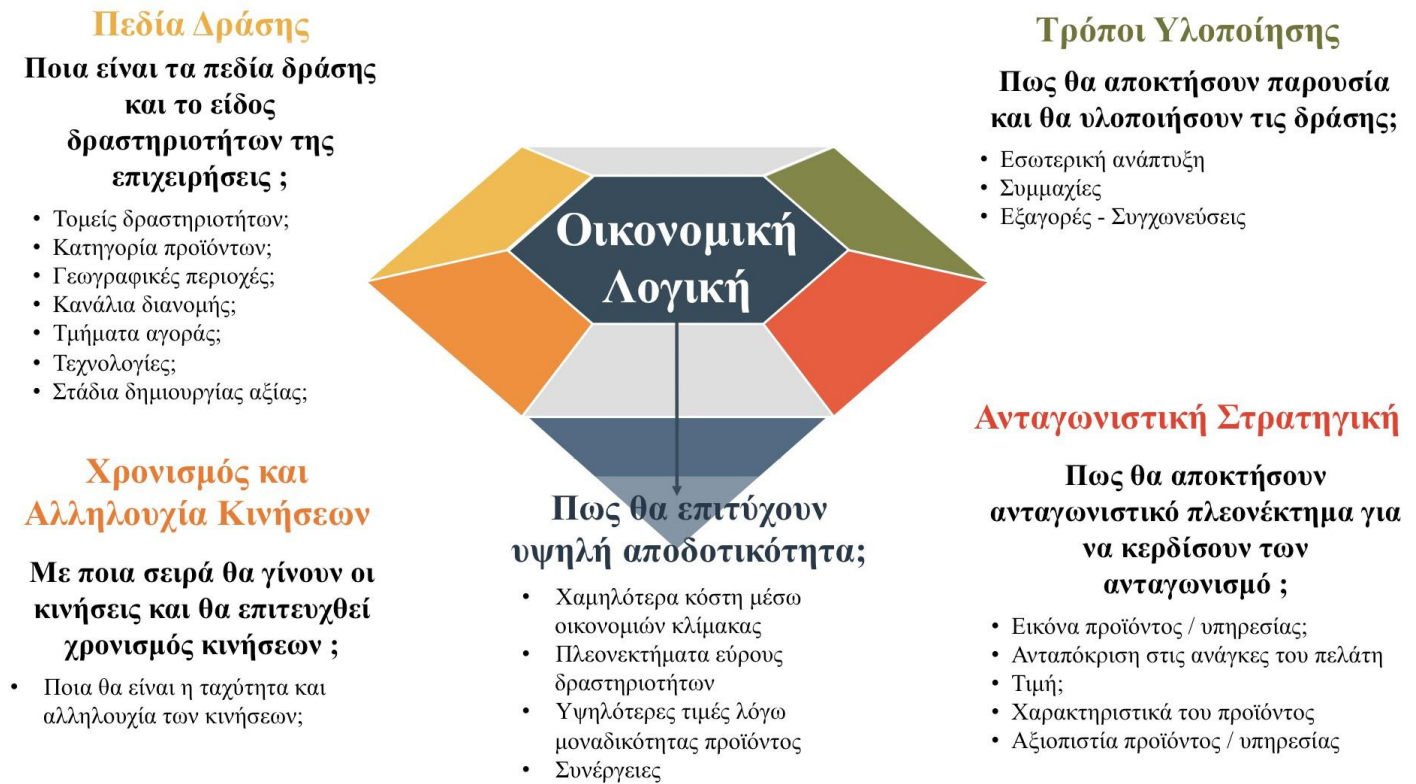 Πεδία Δράσης
Ποια είναι τα πεδία δράσης
και το είδος
δραστηριοτήτων της
επιχειρήσεις ;
• Τομείς δραστηριοτήτων;
• Κατηγορία προϊόντων;
• Γεωγραφικές περιοχές;
• Κανάλια διανομής;
• Τμήματα αγοράς;
• Τεχνολογίες;
• Στάδια δημιουργίας αξίας;
Τρόποι Υλοποίησης
Πως θα αποκτήσουν παρουσία
και θα υλοποιήσουν τις δράσης;
• Εσωτερική ανάπτυξη
• Συμμαχίες
• Εξαγορές - Συγχωνεύσεις
Οικονομική
Λογική
Χρονισμός και
Αλληλουχία Κινήσεων
Με ποια σειρά θα γίνουν οι
κινήσεις και θα επιτευχθεί
χρονισμός κινήσεων ;
• Ποια θα είναι η ταχύτητα και
αλληλουχία των κινήσεων;
Πως θα επιτύχουν
υψηλή αποδοτικότητα;
• Χαμηλότερα κόστη μέσω
οικονομιών κλίμακας
• Πλεονεκτήματα εύρους
δραστηριοτήτων
• Υψηλότερες τιμές λόγω
μοναδικότητας προϊόντος
• Συνέργειες
Ανταγωνιστική Στρατηγική
Πως θα αποκτήσουν
ανταγωνιστικό πλεονέκτημα για
να κερδίσουν των
ανταγωνισμό ;
• Εικόνα προϊόντος / υπηρεσίας;
• Ανταπόκριση στις ανάγκες του πελάτη
• Τιμή;
• Χαρακτηριστικά του προϊόντος
• Αξιοπιστία προϊόντος / υπηρεσίας